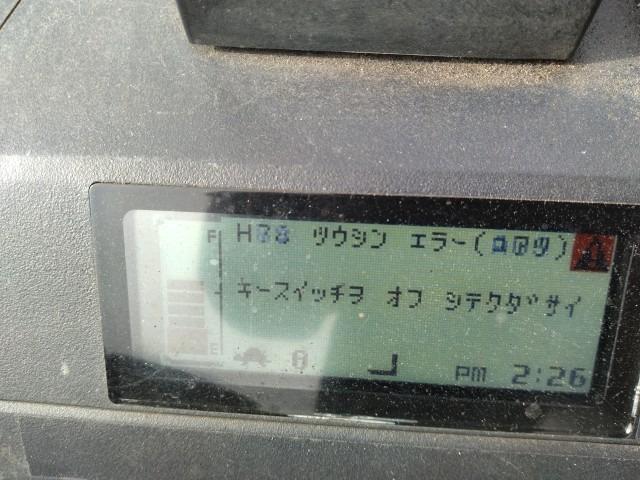 F
ツウシン エラー
キースイッチヲ オフ シテクダサイ
E
PM 2:26